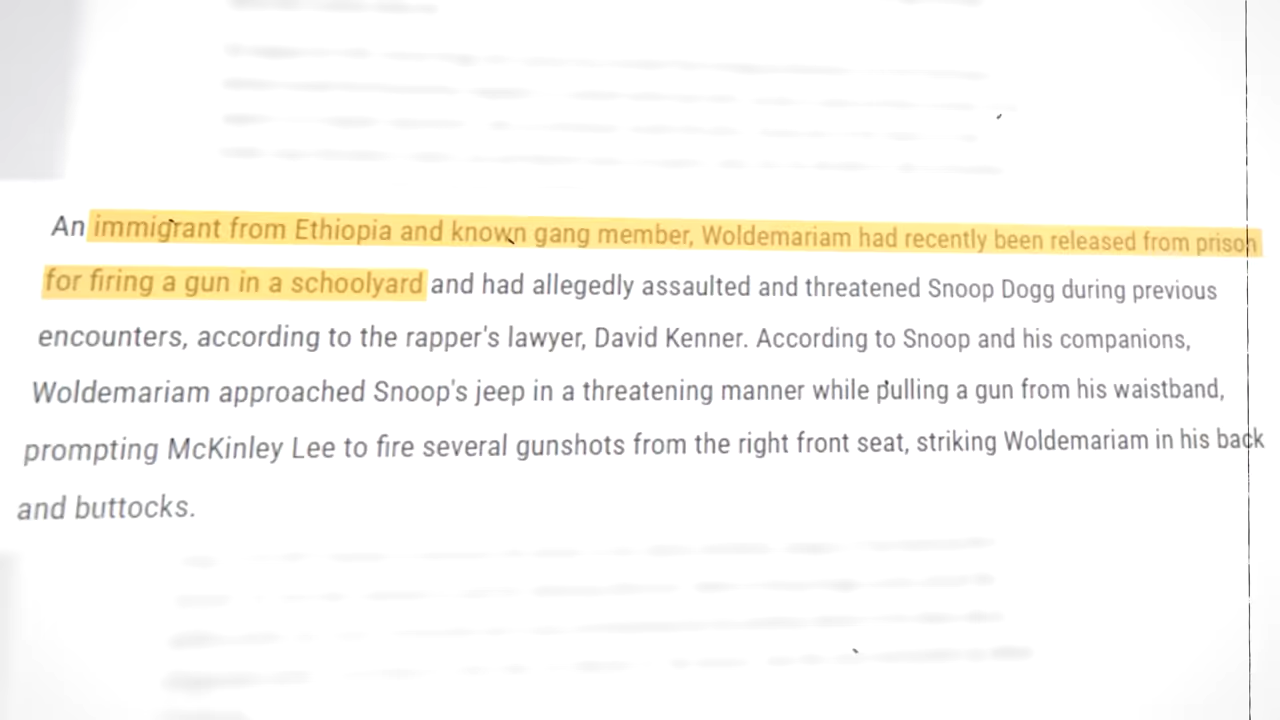 An immigrant from Ethiopia and known gang member, Woldemariam had recently been released from prison
for firing a gun in a schoolyard and had allegedly assaulted and threatened Snoop Dogg during previous
encounters, according to the rapper's lawyer, David Kenner. According to Snoop and his companions,
Woldemariam approached Snoop's jeep in a threatening manner while pulling a gun from his waistband,
prompting McKinley Lee to fire several gunshots from the right front seat, striking Woldemariam in his back
and buttocks.